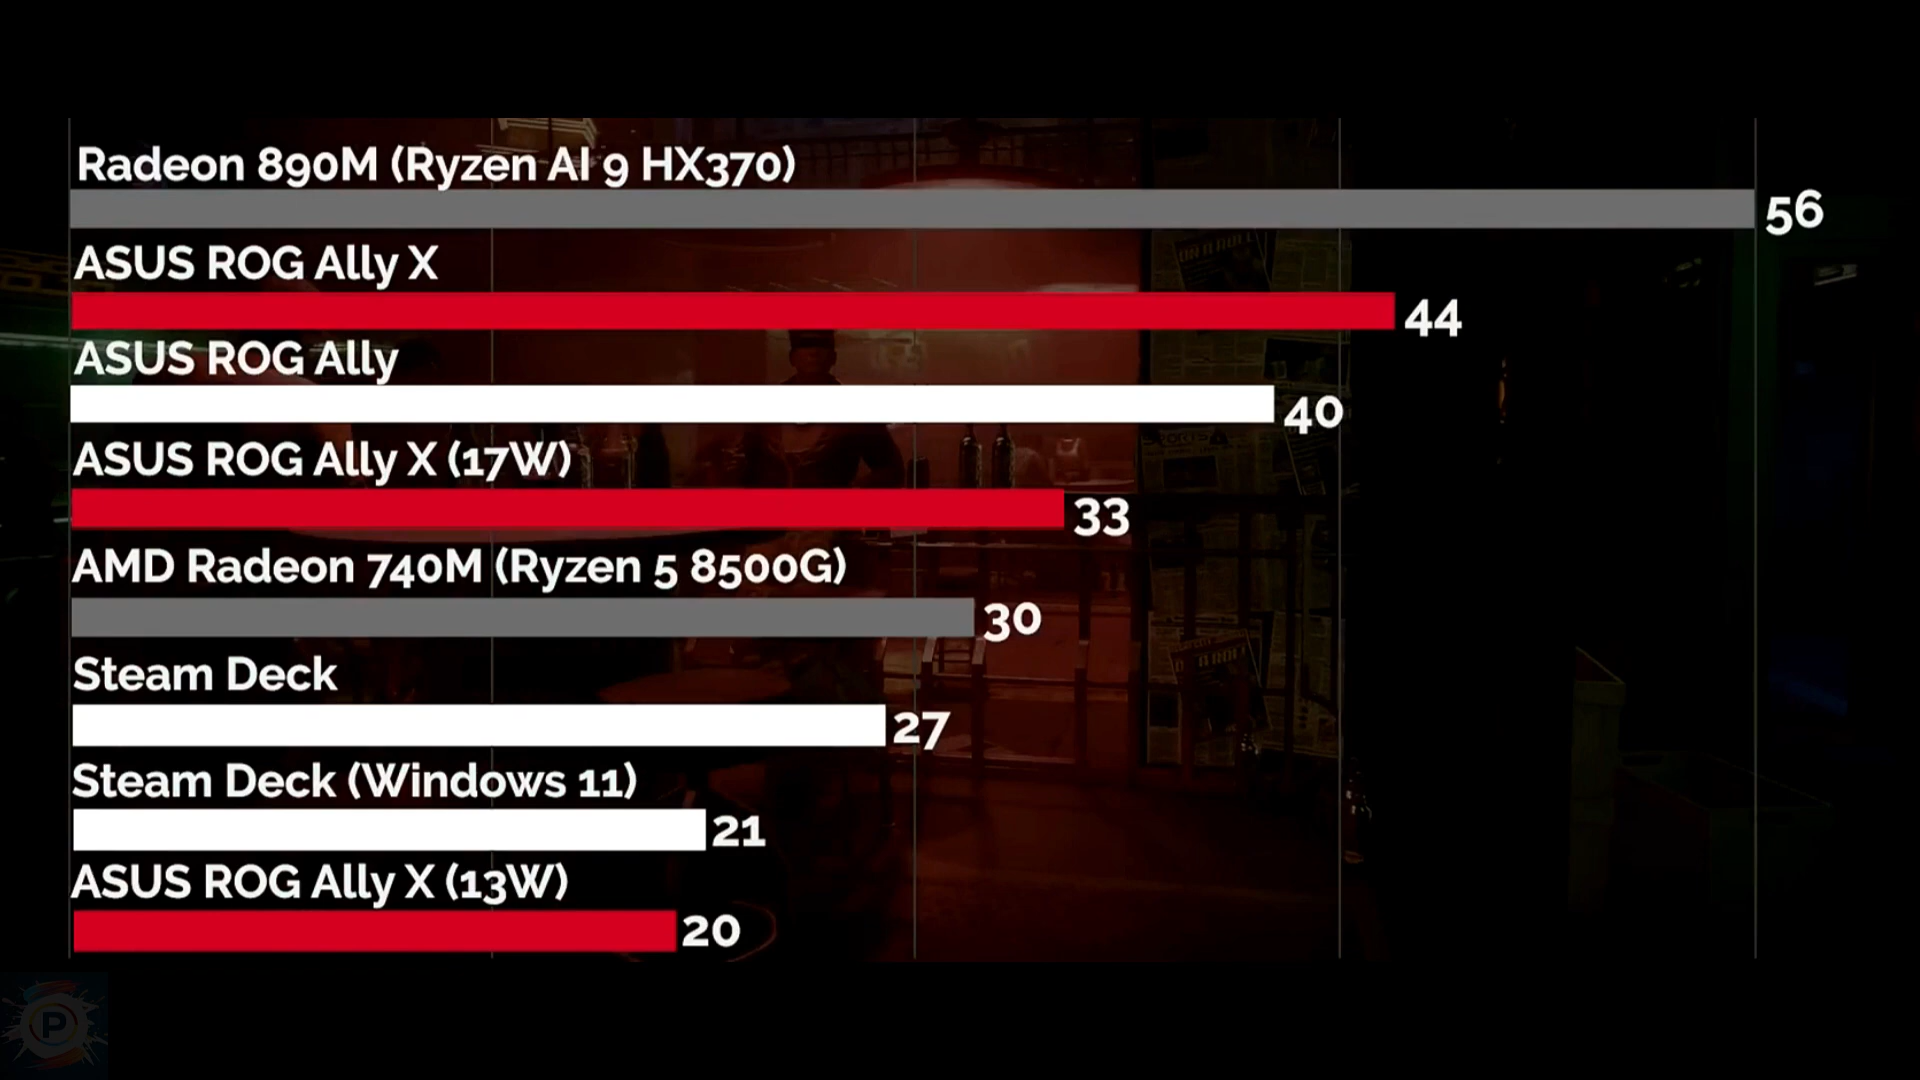 Radeon 890M (Ryzen AI 9 HX370)
56
ASUS ROG Ally X
44
ASUS ROG Ally
40
ASUS ROG Ally X (17W)
33
AMD Radeon 740M (Ryzen 5 8500G)
30
Steam Deck
27
Steam Deck (Windows 11)
21
ASUS ROG Ally X (13W)
20
P